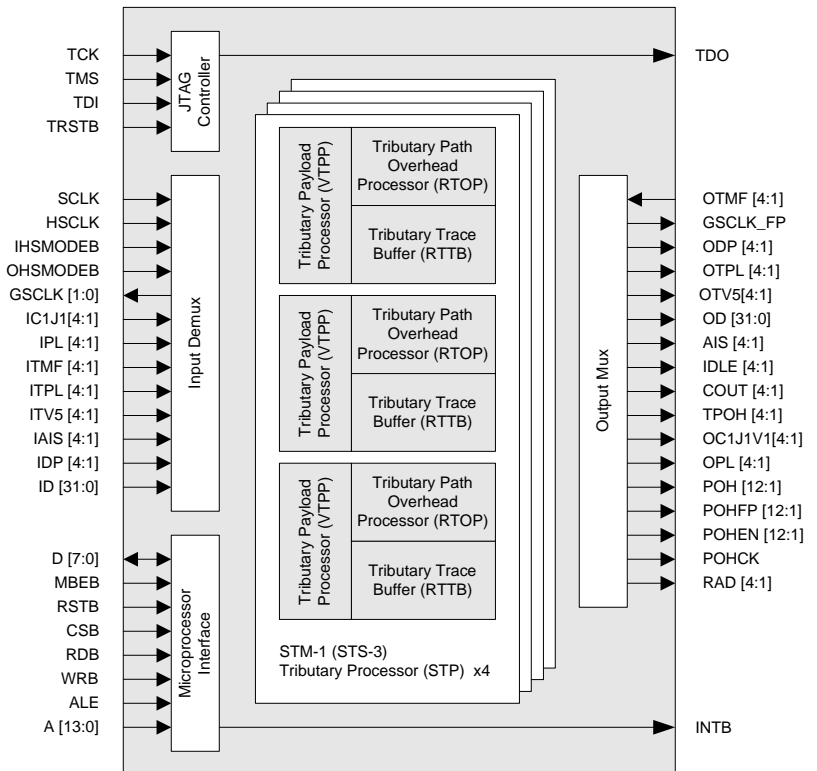 TCK
TMS
TDI
TRSTB
JTAG
Controller
TDO
SCLK
HSCLK
IHSMODEB
OHSMODEB
GSCLK [1:0]
IC1J1[4:1]
IPL [4:1]
ITMF [4:1]
ITPL [4:1]
ITV5 [4:1]
IAIS [4:1]
IDP [4:1]
ID [31:0]
Input Demux
D [7:0]
MBEB
RSTB
CSB
RDB
WRB
ALE
A [13:0]
Microprocessor
Interface
Tributary Payload
Processor (VTPP)
Tributary Path
Overhead
Processor (RTOP)
Tributary Trace
Buffer (RTTB)
Tributary Payload
Processor (VTPP)
Tributary Path
Overhead
Processor (RTOP)
Tributary Trace
Buffer (RTTB)
Tributary Payload
Processor (VTPP)
Tributary Path
Overhead
Processor (RTOP)
Tributary Trace
Buffer (RTTB)
STM-1 (STS-3)
Tributary Processor (STP) x4
Output Mux
OTMF [4:1]
GSCLK_FP
ODP [4:1]
OTPL [4:1]
OTV5[4:1]
OD [31:0]
AIS [4:1]
IDLE [4:1]
COUT [4:1]
TPOH [4:1]
OC1J1V1[4:1]
OPL [4:1]
POH [12:1]
POHFP [12:1]
POHEN [12:1]
POHCK
RAD [4:1]
INTB